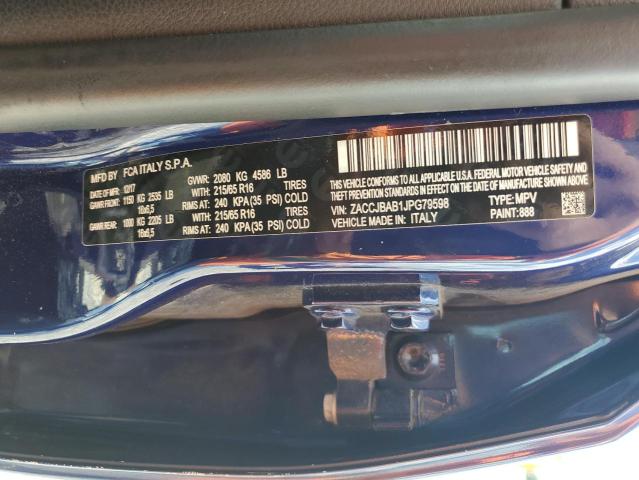 MFD BY FCA ITALY S.P.A.
12/17 GVWR: 2080 KG 4586 LB
GAWR FRONT: 1150 KG 2535 LB WITH: 215/65 R16 TIRES
16x6,5 RIMS AT: 240 KPA (35 PSI) COLD
GAWR REAR: 1000 KG 2205 LB WITH: 215/65 R16 TIRES
16x6,5 RIMS AT: 240 KPA (35 PSI) COLD
THIS VEHICLE CONFORMS TO ALL APPLICABLE FEDERAL MOTOR VEHICLE
SAFETY, BUMPER, AND THEFT PREVENTION STANDARDS IN EFFECT
ON THE DATE OF MANUFACTURE SHOWN ABOVE.
VIN: ZACCJBAB1JPG79598 TYPE: MPV
VEHICLE MADE IN: ITALY PAINT: 888